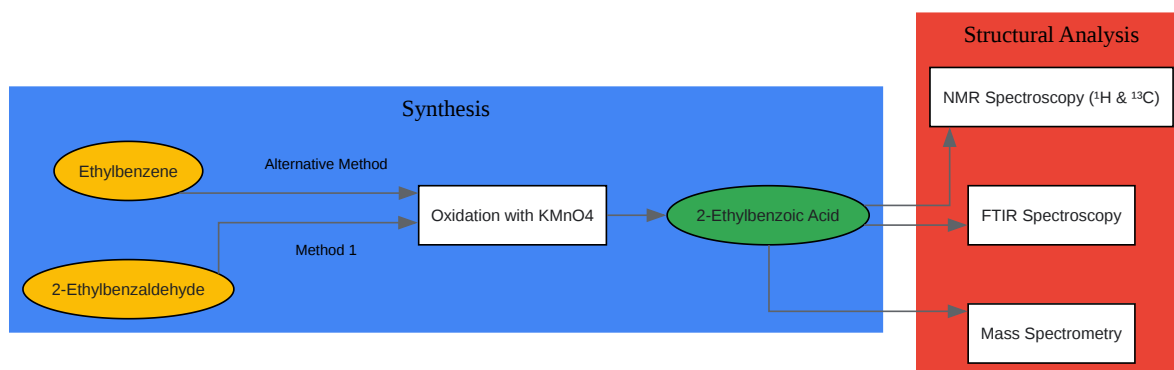 Structural Analysis
NMR Spectroscopy (¹H & ¹³C)
Synthesis
Ethylbenzene
Alternative Method
Oxidation with KMnO4
2-Ethylbenzoic Acid
FTIR Spectroscopy
Method 1
2-Ethylbenzaldehyde
Mass Spectrometry